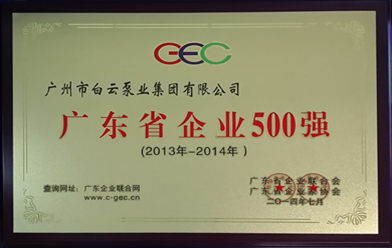 GEC
广州市白云泵业集团有限公司
广东省企业500强
(2013年-2014年)
查询网址：广东企业联合网
www.c-gec.cn
广东省企业联合会
广东省企业家协会
二〇一四年七月